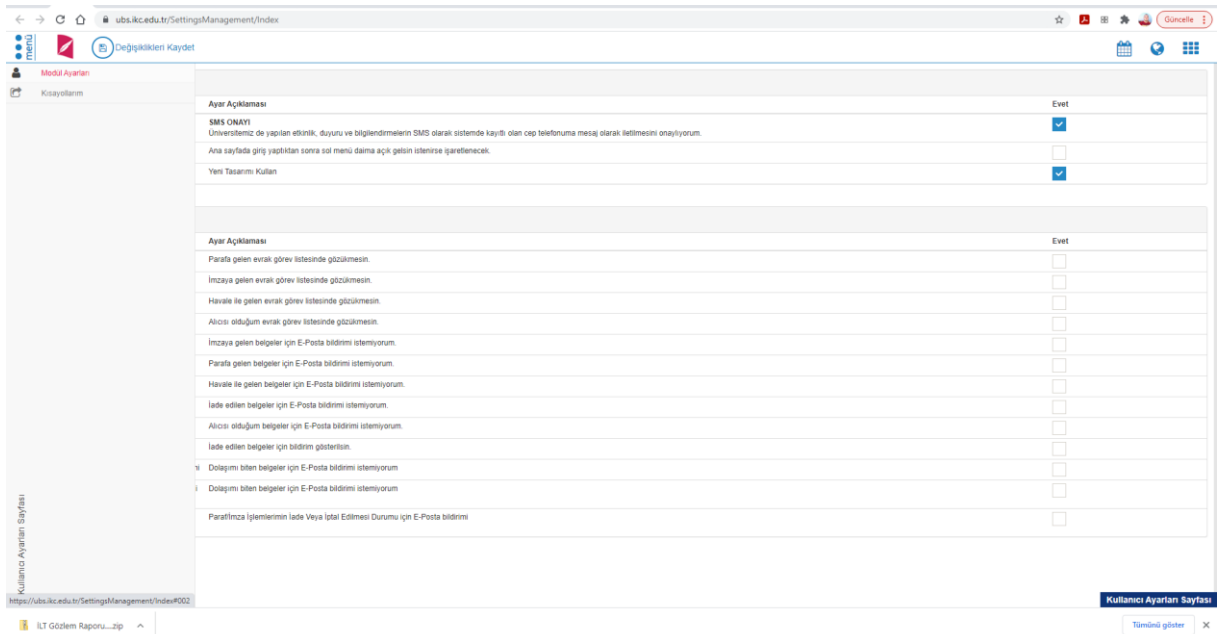 ubs.ikc.edu.tr/SettingsManagement/Index
Güncelle
menü
Değişiklikleri Kaydet
Modül Ayarları
Kısayollarım
Ayar Açıklaması Evet
SMS ONAYI
Üniversitemiz de yapılan etkinlik, duyuru ve bilgilendirmelerin SMS olarak sistemde kayıtlı olan cep telefonuma mesaj olarak iletilmesini onaylıyorum.
Ana sayfada giriş yaptıktan sonra sol menü daima açık gelsin istenirse işaretlenecek.
Yeni Tasarımı Kullan
Ayar Açıklaması Evet
Parafa gelen evrak görev listesinde gözükmesin.
İmzaya gelen evrak görev listesinde gözükmesin.
Havale ile gelen evrak görev listesinde gözükmesin.
Alıcısı olduğum evrak görev listesinde gözükmesin.
İmzaya gelen belgeler için E-Posta bildirimi istemiyorum.
Parafa gelen belgeler için E-Posta bildirimi istemiyorum.
Havale ile gelen belgeler için E-Posta bildirimi istemiyorum.
İade edilen belgeler için E-Posta bildirimi istemiyorum.
Alıcısı olduğum belgeler için E-Posta bildirimi istemiyorum.
İade edilen belgeler için bildirim gösterilsin.
Dolaşımı biten belgeler için E-Posta bildirimi istemiyorum
Dolaşımı biten belgeler için E-Posta bildirimi istemiyorum
Paraf/İmza İşlemlerimin İade Veya İptal Edilmesi Durumu için E-Posta bildirimi
Kullanıcı Ayarları Sayfası
https://ubs.ikc.edu.tr/SettingsManagement/Index#002
Kullanıcı Ayarları Sayfası
İLT Gözlem Raporu....zip
Tümünü göster